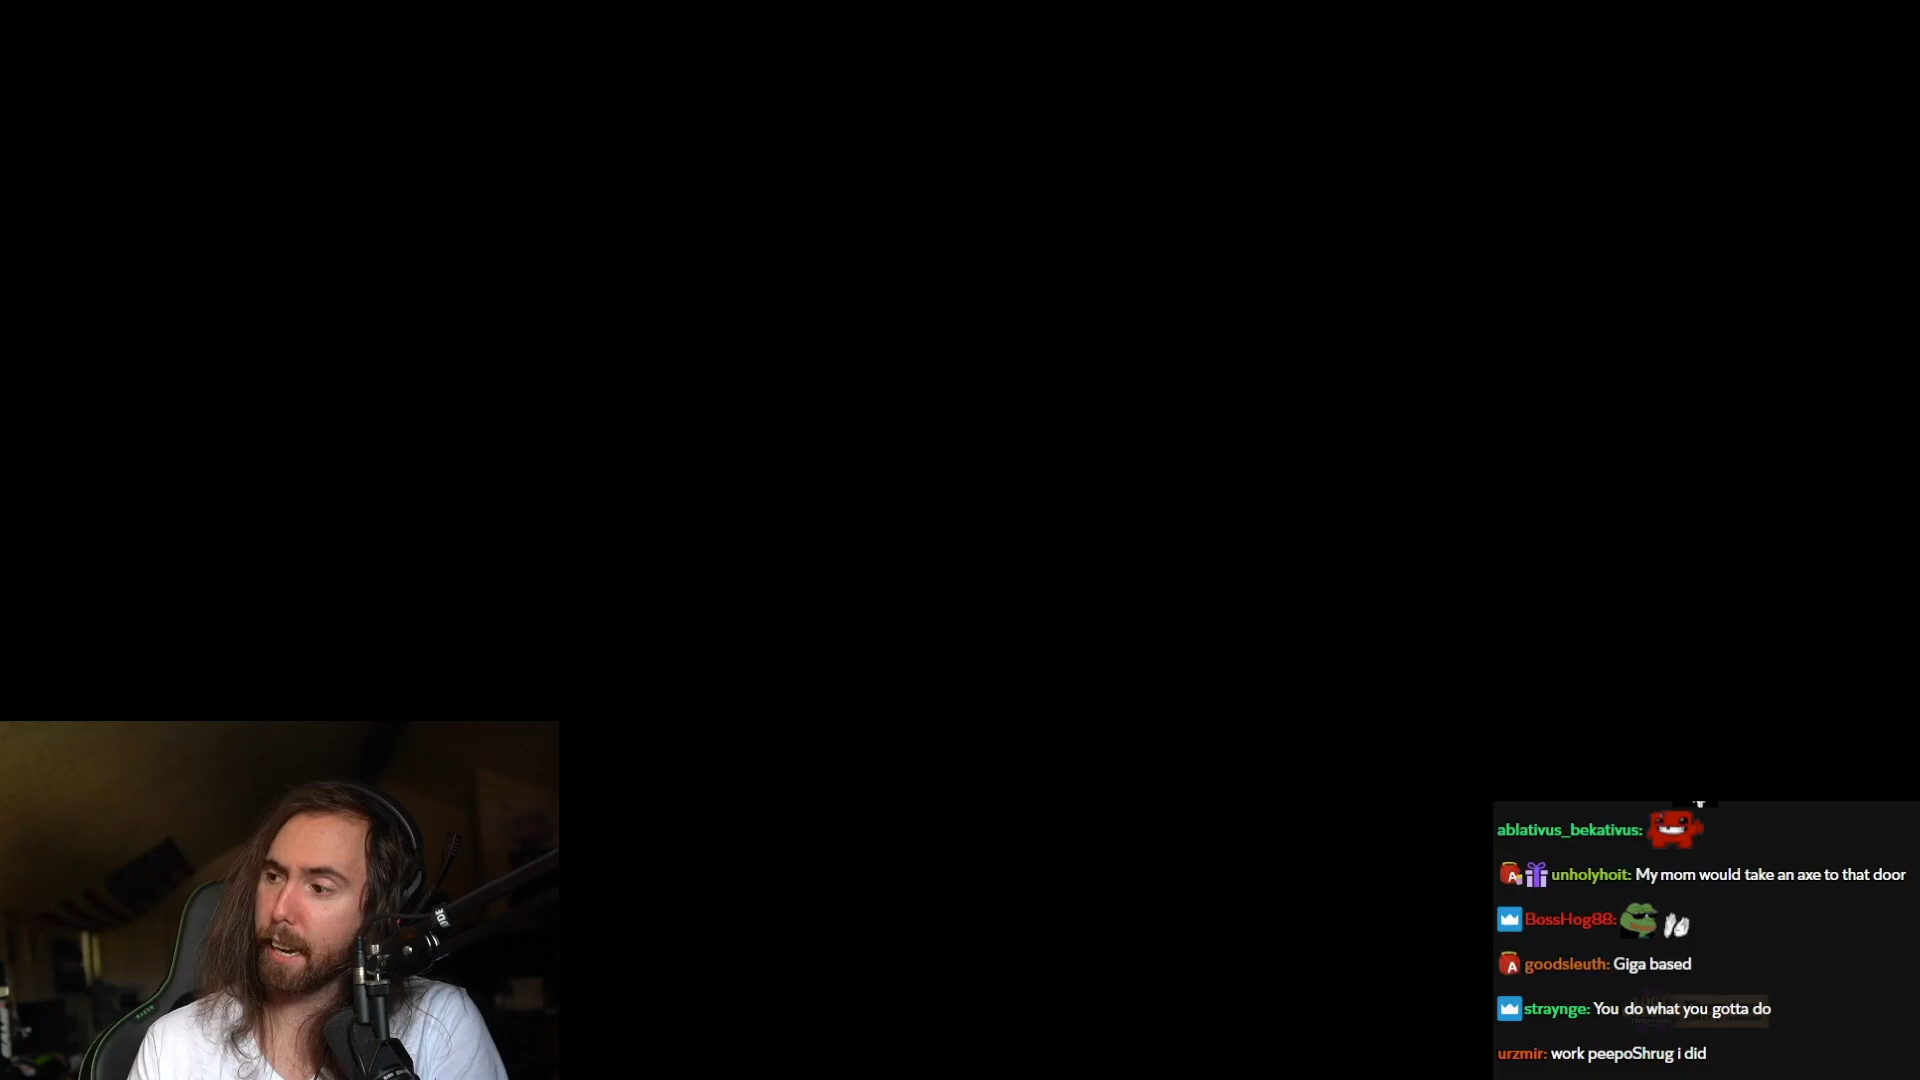 ablativus_bekativus:
unholyhoit: My mom would take an axe to that door
BossHog88:
goodsleuth: Giga based
straynge: You do what you gotta do
urzmir: work peepoShrug i did